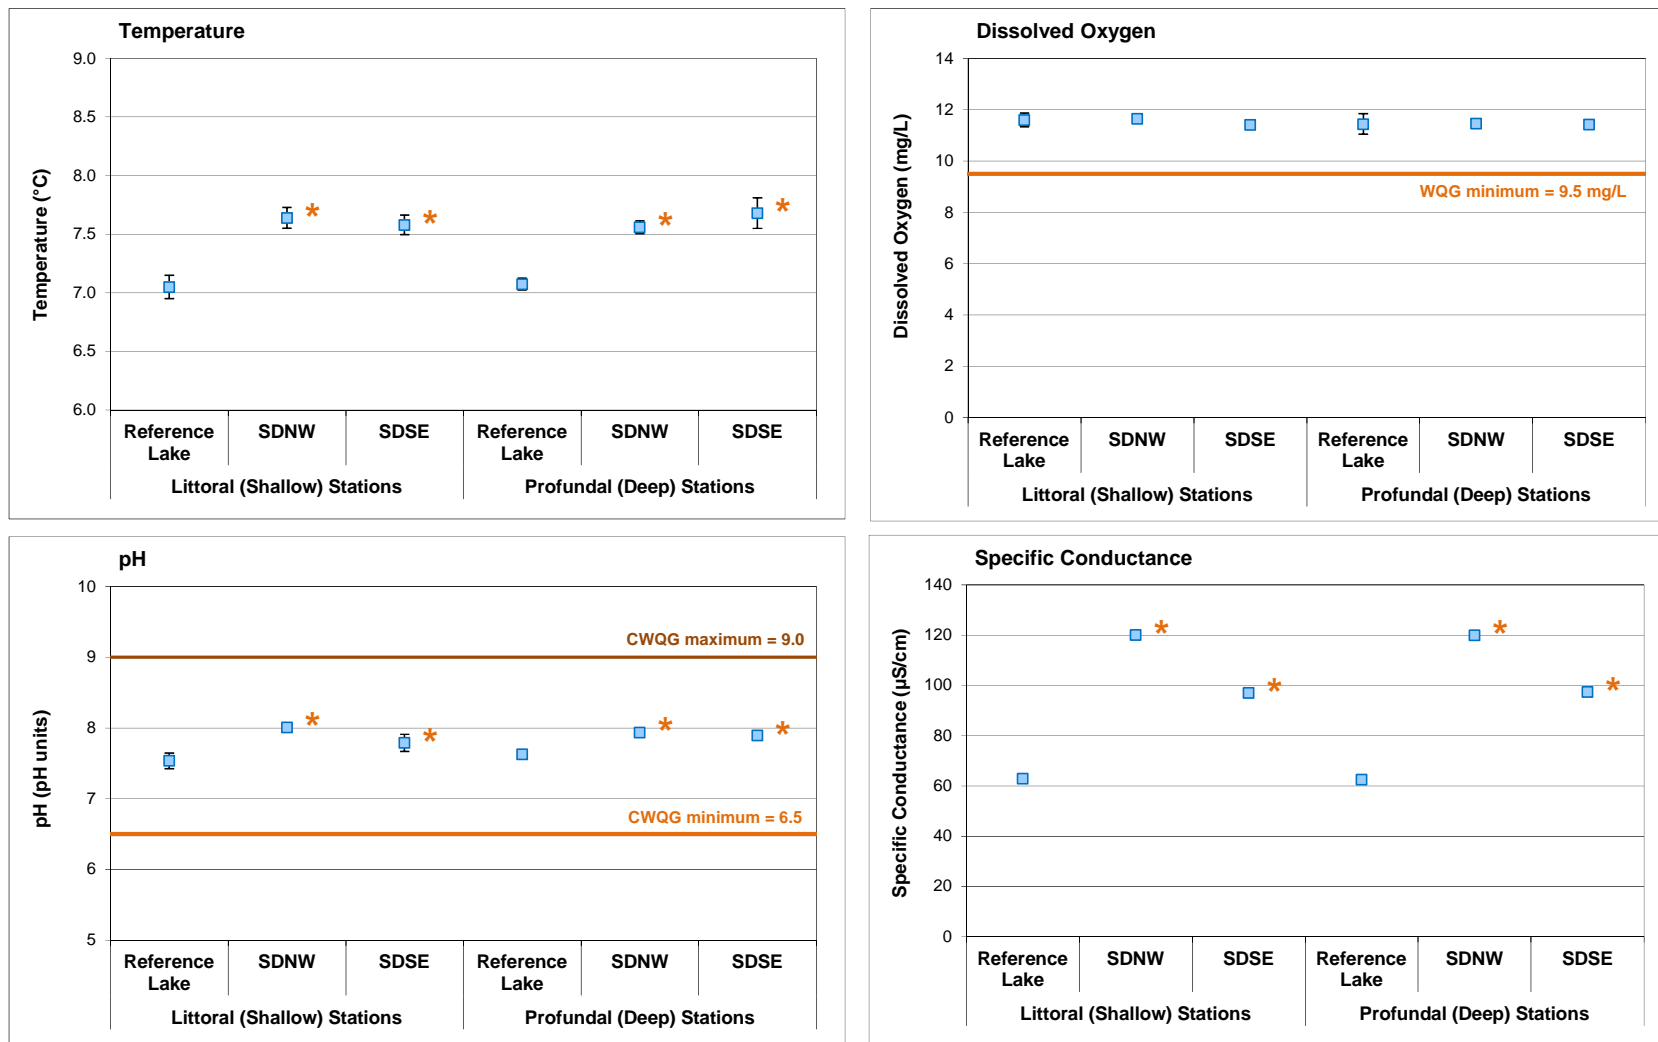 Temperature
9.0
8.5
8.0
7.5
7.0
6.5
6.0
Temperature (°C)
*
*
*
*
Reference Lake
SDNW
SDSE
Reference Lake
SDNW
SDSE
Littoral (Shallow) Stations
Profundal (Deep) Stations
Dissolved Oxygen
14
12
10
8
6
4
2
0
Dissolved Oxygen (mg/L)
WQG minimum = 9.5 mg/L
Reference Lake
SDNW
SDSE
Reference Lake
SDNW
SDSE
Littoral (Shallow) Stations
Profundal (Deep) Stations
pH
10
9
8
7
6
5
pH (pH units)
CWQG maximum = 9.0
*
*
*
*
CWQG minimum = 6.5
Reference Lake
SDNW
SDSE
Reference Lake
SDNW
SDSE
Littoral (Shallow) Stations
Profundal (Deep) Stations
Specific Conductance
140
120
100
80
60
40
20
0
Specific Conductance (µS/cm)
*
*
*
*
Reference Lake
SDNW
SDSE
Reference Lake
SDNW
SDSE
Littoral (Shallow) Stations
Profundal (Deep) Stations